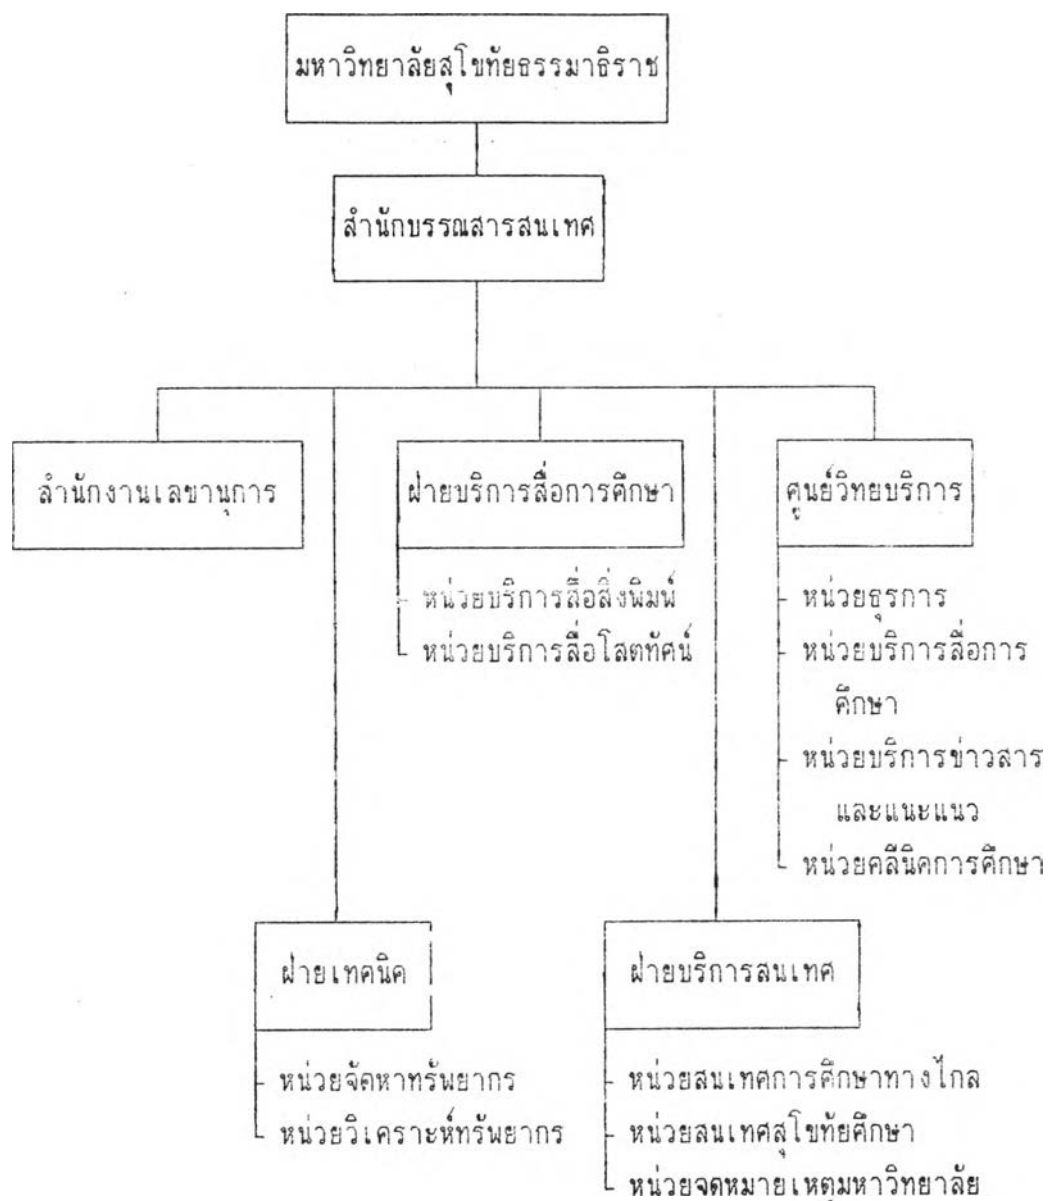 มหาวิทยาลัยสุโขทัยธรรมาธิราช
สำนักบรรณสารสนเทศ
สำนักงานเลขานุการ
ฝ่ายบริการสื่อการศึกษา
- หน่วยบริการสื่อสิ่งพิมพ์
- หน่วยบริการสื่อโสตทัศน์
ศูนย์วิทยบริการ
- หน่วยธุรการ
- หน่วยบริการสื่อการ
ศึกษา
- หน่วยบริการข่าวสาร
และแนะแนว
- หน่วยคลีนิคการศึกษา
ฝ่ายเทคนิค
- หน่วยจัดหาทรัพยากร
- หน่วยวิเคราะห์ทรัพยากร
ฝ่ายบริการสนเทศ
- หน่วยสนเทศการศึกษาทางไกล
- หน่วยสนเทศสุโขทัยศึกษา
หน่วยจดหมายเหตุมหาวิทยาลัย